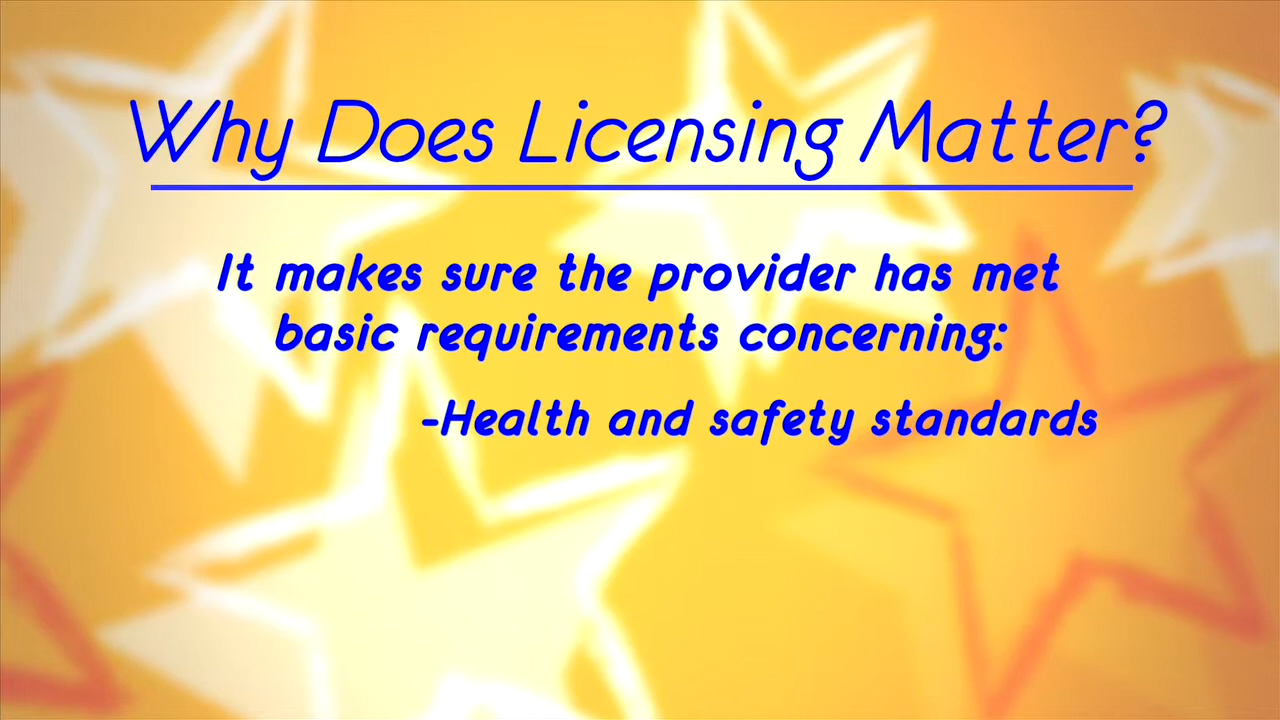 Why Does Licensing Matter?
It makes sure the provider has met
basic requirements concerning:
-Health and safety standards